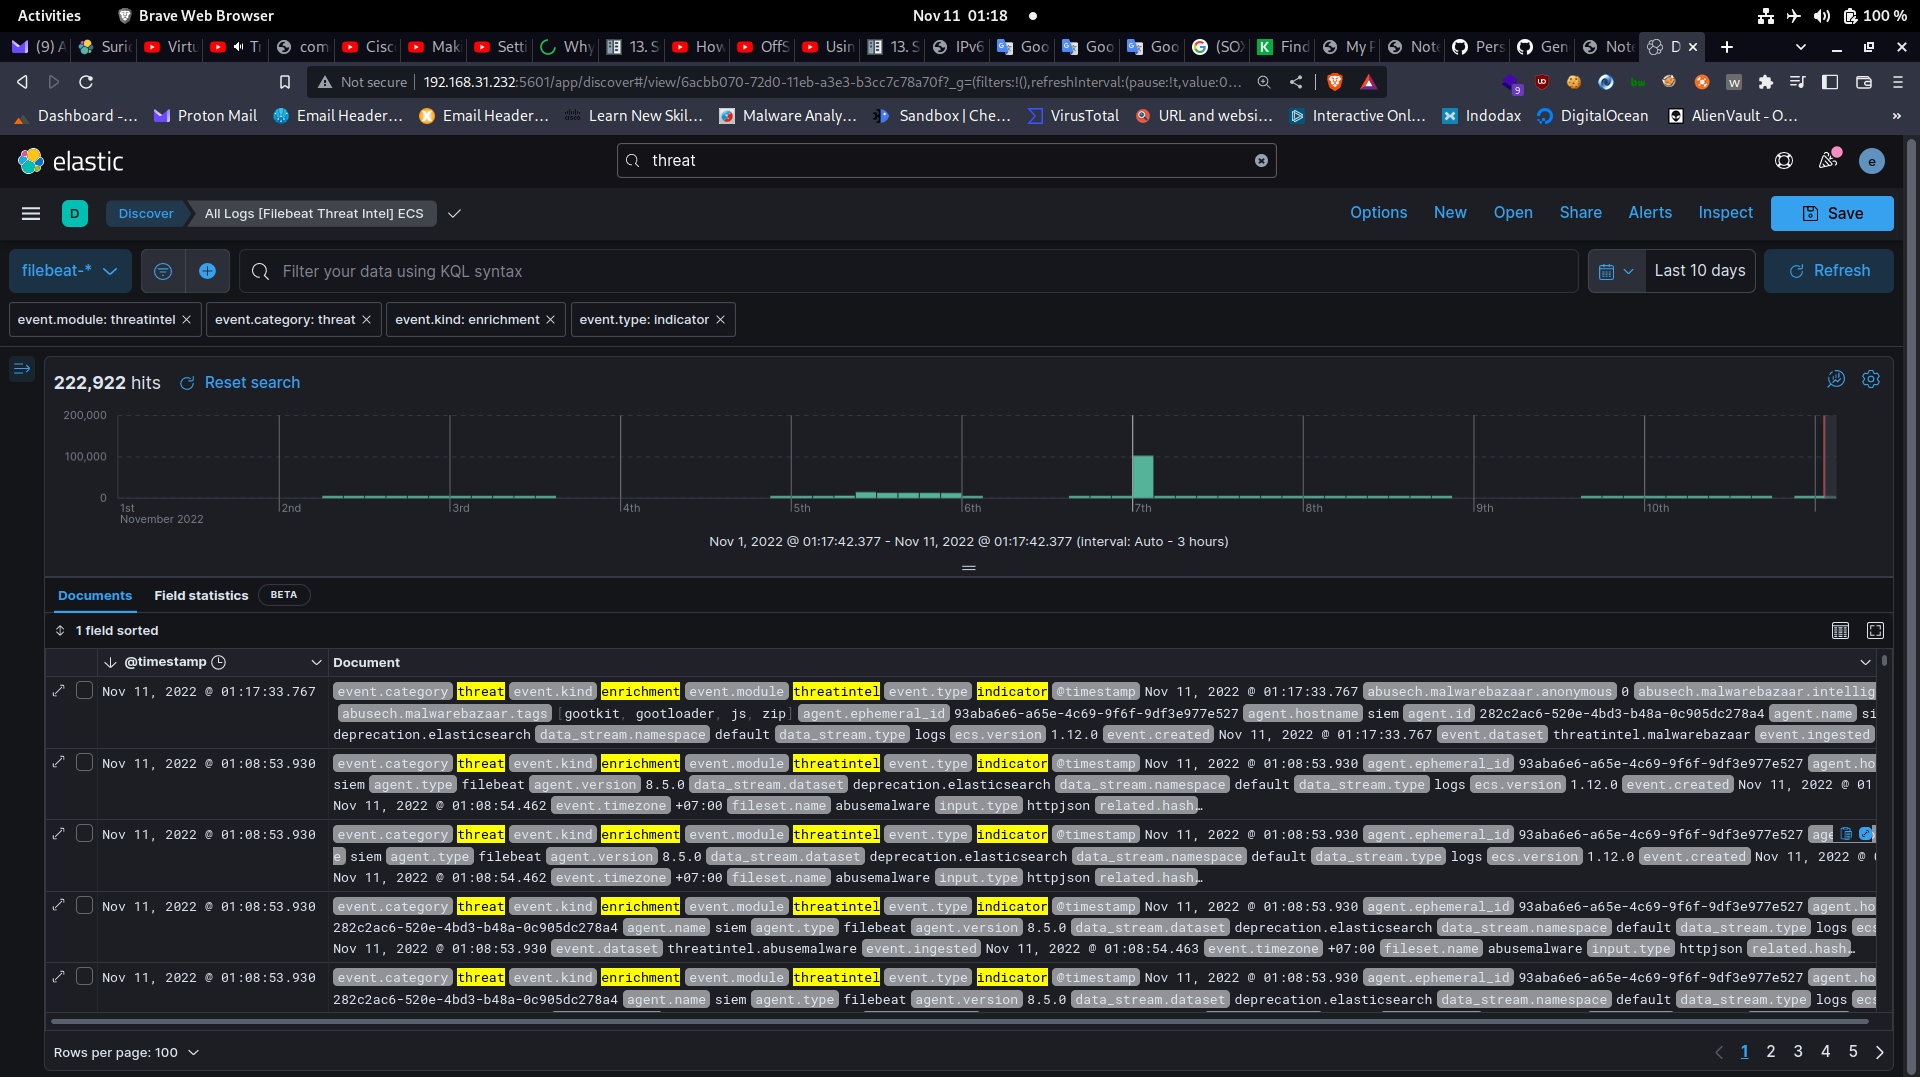 Activities Brave Web Browser Nov 11 01:18 100 %
(9) A Suric Virtu Tr com Cisc Mak Setti Why 13. S How OffS Usin 13. S IPv6 Goo Goo Goo (SO Find My F Note Pers Gen Note D
Not secure 192.168.31.232:5601/app/discover#/view/6acbb070-72d0-11eb-a3e3-b3cc7c78a70f?_g=(filters:!(),refreshInterval:(pause:!t,value:0... 9
Dashboard -... Proton Mail Email Header... Email Header... Learn New Skil... Malware Analy... Sandbox | Che... VirusTotal URL and websi... Interactive Onl... Indodax DigitalOcean AlienVault - O... »
elastic threat e
D Discover All Logs [Filebeat Threat Intel] ECS Options New Open Share Alerts Inspect Save
filebeat-* Filter your data using KQL syntax Last 10 days Refresh
event.module: threatintel event.category: threat event.kind: enrichment event.type: indicator
222,922 hits Reset search
200,000
100,000
0
1st 2nd 3rd 4th 5th 6th 7th 8th 9th 10th
November 2022
Nov 1, 2022 @ 01:17:42.377 - Nov 11, 2022 @ 01:17:42.377 (interval: Auto - 3 hours)
Documents Field statistics BETA
1 field sorted
@timestamp Document
Nov 11, 2022 @ 01:17:33.767 event.category threat event.kind enrichment event.module threatintel event.type indicator @timestamp Nov 11, 2022 @ 01:17:33.767 abusech.malwarebazaar.anonymous 0 abusech.malwarebazaar.intellig
abusech.malwarebazaar.tags [gootkit, gootloader, js, zip] agent.ephemeral_id 93aba6e6-a65e-4c69-9f6f-9df3e977e527 agent.hostname siem agent.id 282c2ac6-520e-4bd3-b48a-0c905dc278a4 agent.name si
deprecation.elasticsearch data_stream.namespace default data_stream.type logs ecs.version 1.12.0 event.created Nov 11, 2022 @ 01:17:33.767 event.dataset threatintel.malwarebazaar event.ingested
Nov 11, 2022 @ 01:08:53.930 event.category threat event.kind enrichment event.module threatintel event.type indicator @timestamp Nov 11, 2022 @ 01:08:53.930 agent.ephemeral_id 93aba6e6-a65e-4c69-9f6f-9df3e977e527 agent.ho
siem agent.type filebeat agent.version 8.5.0 data_stream.dataset deprecation.elasticsearch data_stream.namespace default data_stream.type logs ecs.version 1.12.0 event.created Nov 11, 2022 @ 01
Nov 11, 2022 @ 01:08:54.462 event.timezone +07:00 fileset.name abusemalware input.type httpjson related.hash…
Nov 11, 2022 @ 01:08:53.930 event.category threat event.kind enrichment event.module threatintel event.type indicator @timestamp Nov 11, 2022 @ 01:08:53.930 agent.ephemeral_id 93aba6e6-a65e-4c69-9f6f-9df3e977e527 age
e siem agent.type filebeat agent.version 8.5.0 data_stream.dataset deprecation.elasticsearch data_stream.namespace default data_stream.type logs ecs.version 1.12.0 event.created Nov 11, 2022 @
Nov 11, 2022 @ 01:08:54.462 event.timezone +07:00 fileset.name abusemalware input.type httpjson related.hash…
Nov 11, 2022 @ 01:08:53.930 event.category threat event.kind enrichment event.module threatintel event.type indicator @timestamp Nov 11, 2022 @ 01:08:53.930 agent.ephemeral_id 93aba6e6-a65e-4c69-9f6f-9df3e977e527 agent.ho
282c2ac6-520e-4bd3-b48a-0c905dc278a4 agent.name siem agent.type filebeat agent.version 8.5.0 data_stream.dataset deprecation.elasticsearch data_stream.namespace default data_stream.type logs ecs
Nov 11, 2022 @ 01:08:53.930 event.dataset threatintel.abusemalware event.ingested Nov 11, 2022 @ 01:08:54.463 event.timezone +07:00 fileset.name abusemalware input.type httpjson related.hash…
Nov 11, 2022 @ 01:08:53.930 event.category threat event.kind enrichment event.module threatintel event.type indicator @timestamp Nov 11, 2022 @ 01:08:53.930 agent.ephemeral_id 93aba6e6-a65e-4c69-9f6f-9df3e977e527 agent.ho
282c2ac6-520e-4bd3-b48a-0c905dc278a4 agent.name siem agent.type filebeat agent.version 8.5.0 data_stream.dataset deprecation.elasticsearch data_stream.namespace default data_stream.type logs ecs
Rows per page: 100 1 2 3 4 5